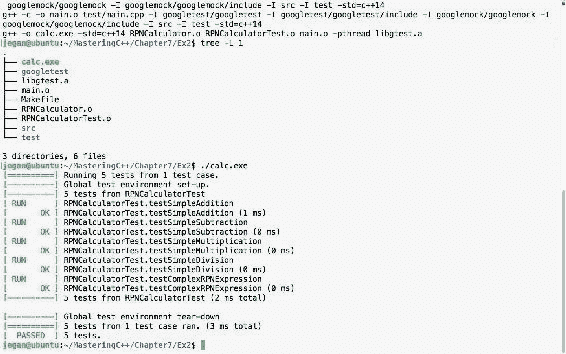 googlemock/googlemock -I googlemock/googlemock/include -I src -I test -std=c++14
g++ -c -o main.o test/main.cpp -I googletest/googletest -I googletest/googletest/include -I googlemock/googlemock -I
googlemock/googlemock/include -I src -I test -std=c++14
g++ -o calc.exe -std=c++14 RPNCalculator.o RPNCalculatorTest.o main.o -pthread libgtest.a
jegan@ubuntu:~/MasteringC++/Chapter7/Ex2$ tree -L 1
.
├── calc.exe
├── googletest
├── libgtest.a
├── main.o
├── Makefile
├── RPNCalculator.o
├── RPNCalculatorTest.o
├── src
└── test
3 directories, 6 files
jegan@ubuntu:~/MasteringC++/Chapter7/Ex2$ ./calc.exe
[==========] Running 5 tests from 1 test case.
[----------] Global test environment set-up.
[----------] 5 tests from RPNCalculatorTest
[ RUN      ] RPNCalculatorTest.testSimpleAddition
[       OK ] RPNCalculatorTest.testSimpleAddition (1 ms)
[ RUN      ] RPNCalculatorTest.testSimpleSubtraction
[       OK ] RPNCalculatorTest.testSimpleSubtraction (0 ms)
[ RUN      ] RPNCalculatorTest.testSimpleMultiplication
[       OK ] RPNCalculatorTest.testSimpleMultiplication (0 ms)
[ RUN      ] RPNCalculatorTest.testSimpleDivision
[       OK ] RPNCalculatorTest.testSimpleDivision (0 ms)
[ RUN      ] RPNCalculatorTest.testComplexRPNExpression
[       OK ] RPNCalculatorTest.testComplexRPNExpression (0 ms)
[----------] 5 tests from RPNCalculatorTest (2 ms total)
[----------] Global test environment tear-down
[==========] 5 tests from 1 test case ran. (3 ms total)
[  PASSED  ] 5 tests.
jegan@ubuntu:~/MasteringC++/Chapter7/Ex2$